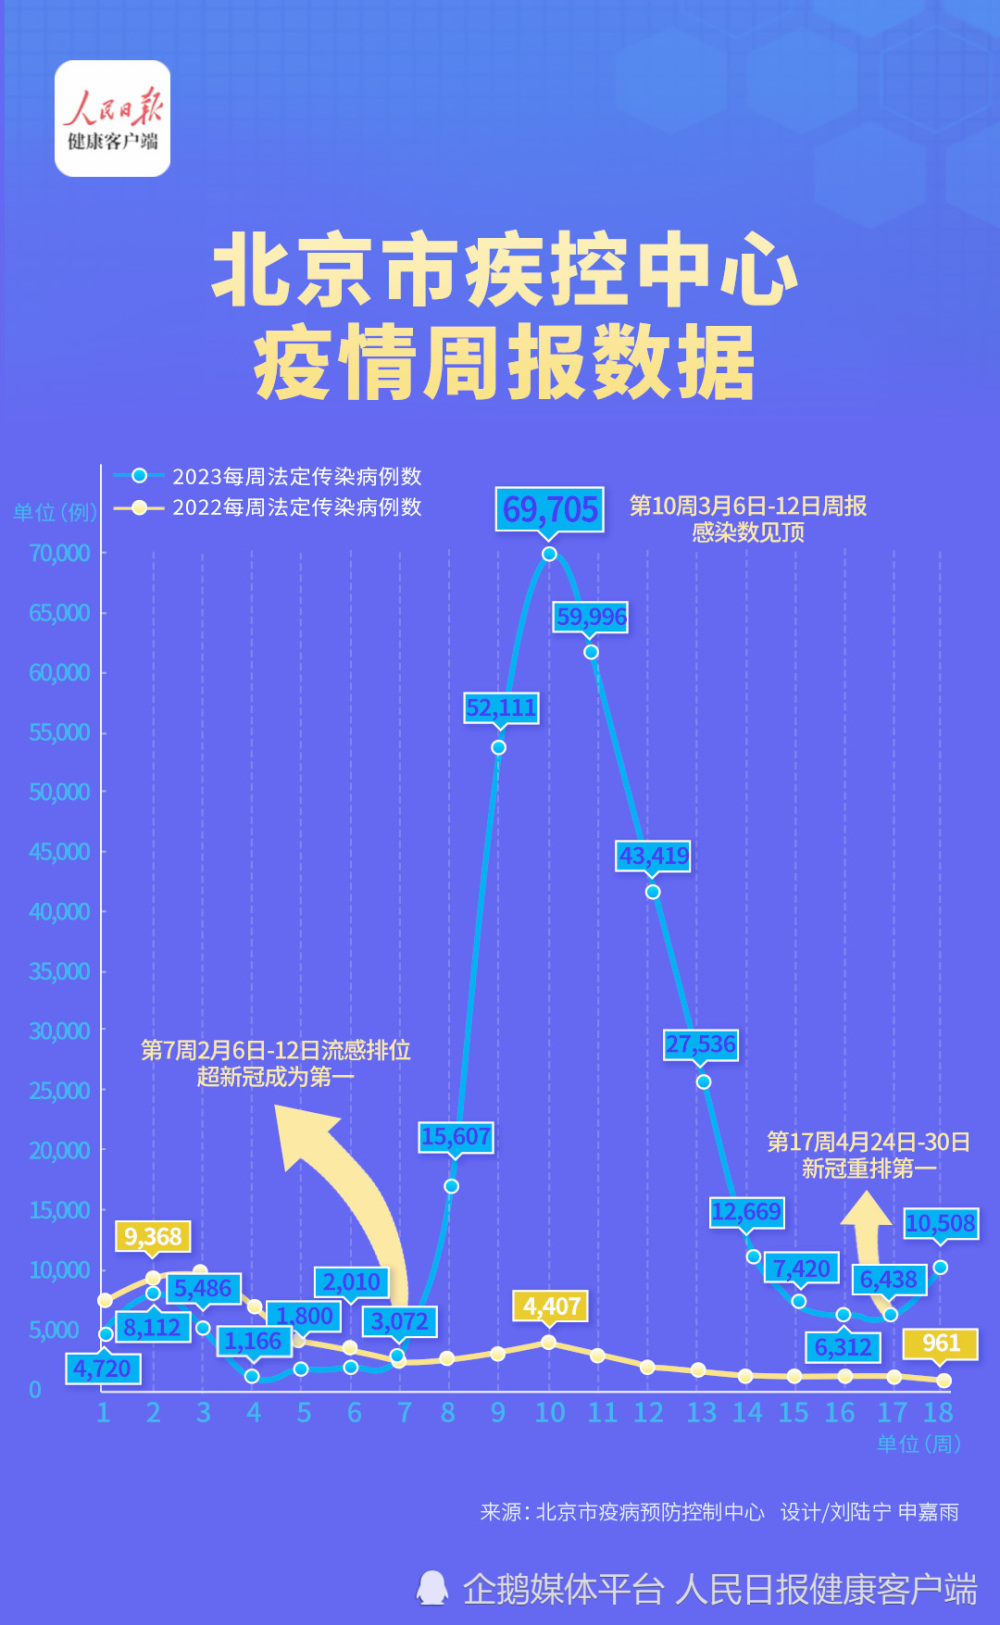 人民日报
健康客户端
北京市疾控中心
疫情周报数据
2023每周法定传染病例数
2022每周法定传染病例数
单位(例)
69,705
第10周3月6日-12日周报
感染数见顶
70,000
65,000
59,996
60,000
52,111
55,000
50,000
45,000
43,419
40,000
35,000
30,000
27,536
第7周2月6日-12日流感排位
超新冠成为第一
25,000
20,000
15,607
第17周4月24日-30日
新冠重排第一
15,000
12,669
10,508
9,368
10,000
5,486
2,010
7,420
6,438
5,000
8,112
1,166
1,800
3,072
4,407
6,312
961
4,720
0
1 2 3 4 5 6 7 8 9 10 11 12 13 14 15 16 17 18
单位(周)
来源:北京市疫病预防控制中心 设计/刘陆宁 申嘉雨
企鹅媒体平台 人民日报健康客户端